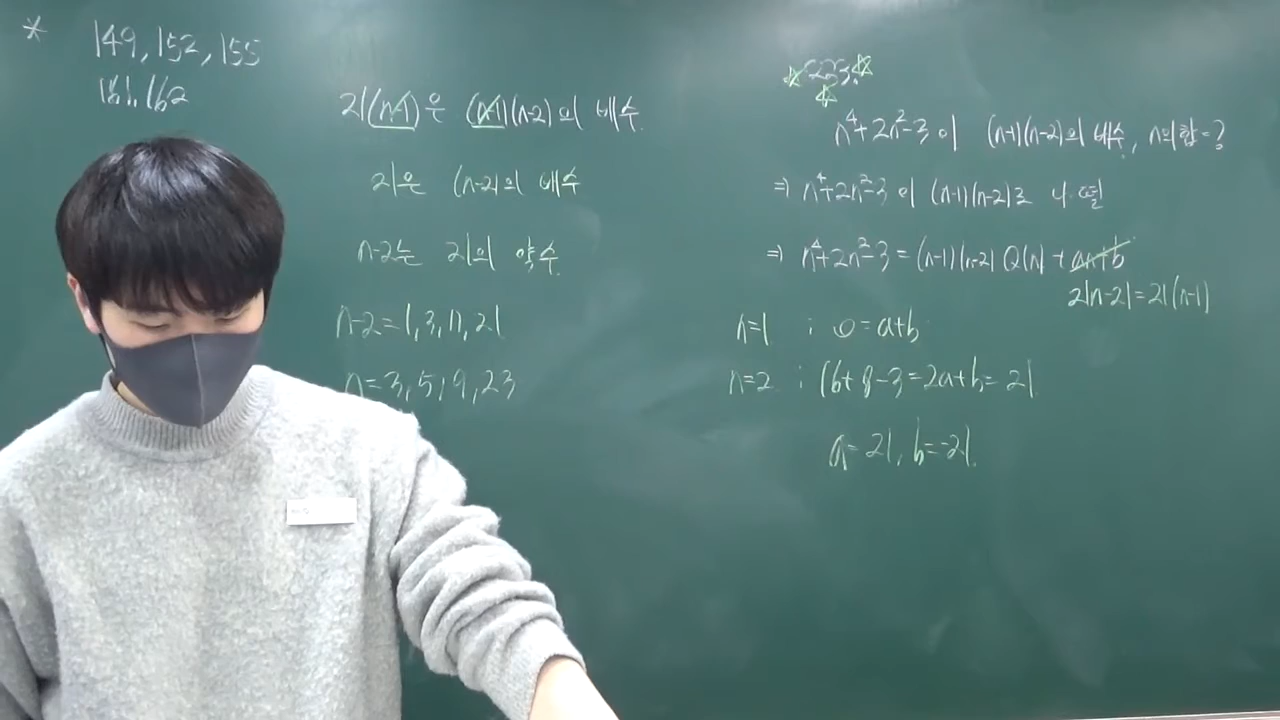 * 149, 152, 155
161, 162
21(n-1)은 (n-1)(n-2)의 배수.
21은 (n-2)의 배수
n-2는 21의 약수.
n-2=1, 3, 7, 21
n=3, 5, 9, 23
223.
n⁴+2n²-3이 (n-1)(n-2)의 배수, n의 합=?
⇒ n⁴+2n²-3이 (n-1)(n-2)로 나. 떨
⇒ n⁴+2n²-3=(n-1)(n-2)Q(n)+an+b
21n-21=21(n-1)
n=1 ; 0=a+b
n=2 ; 16+8-3=2a+b=21
a=21, b=-21.